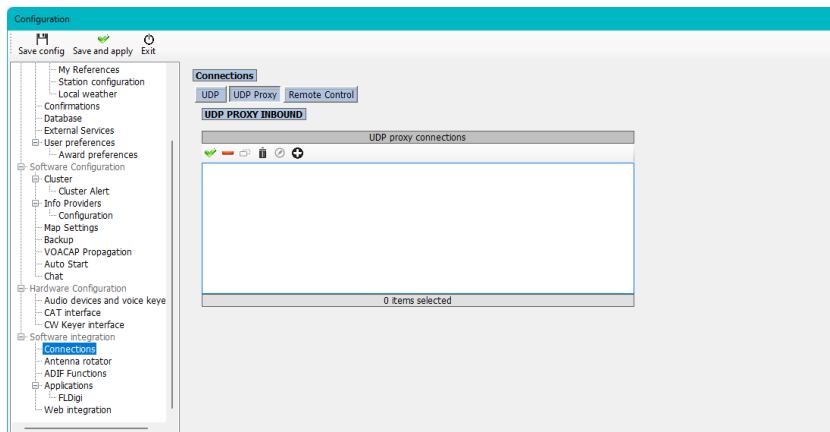 Configuration
Save config Save and apply Exit
My References
Station configuration
Local weather
Confirmations
Database
External Services
User preferences
Award preferences
Software Configuration
Cluster
Cluster Alert
Info Providers
Configuration
Map Settings
Backup
VOACAP Propagation
Auto Start
Chat
Hardware Configuration
Audio devices and voice keye
CAT interface
CW Keyer interface
Software integration
Connections
Antenna rotator
ADIF Functions
Applications
FLDigi
Web integration
Connections
UDP UDP Proxy Remote Control
UDP PROXY INBOUND
UDP proxy connections
0 items selected